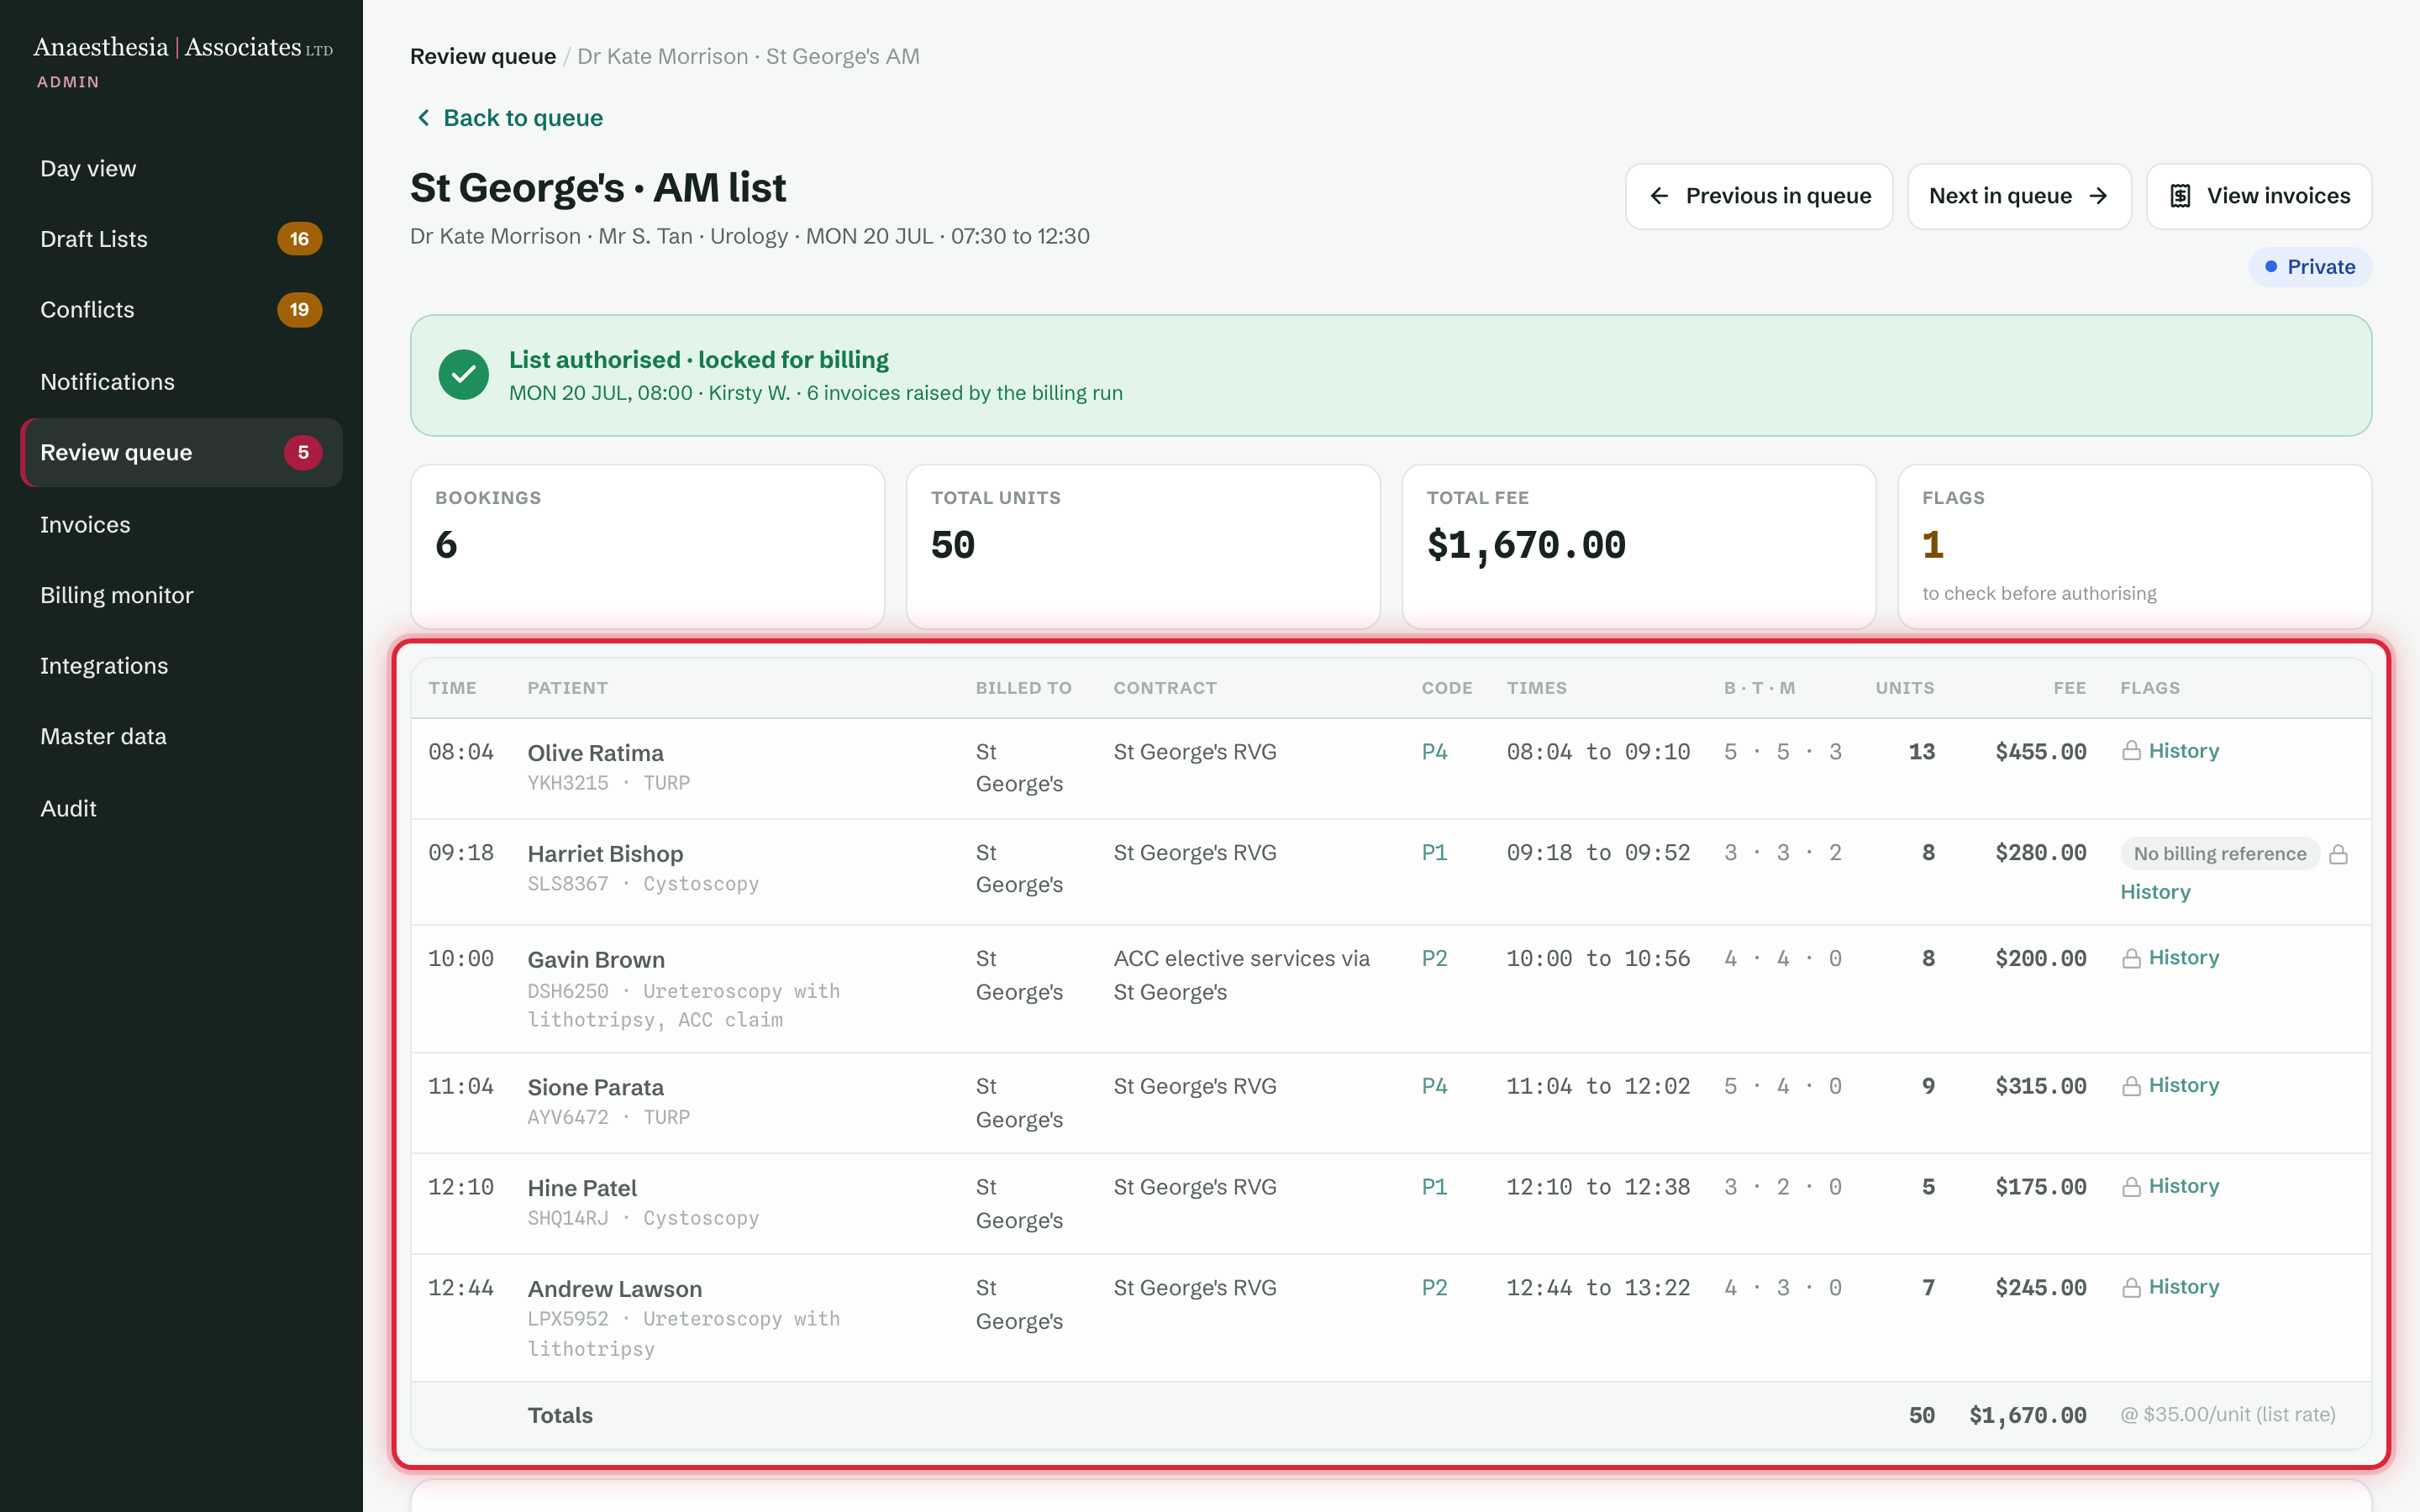 Anaesthesia | Associates LTD
ADMIN
Day view
Draft Lists 16
Conflicts 19
Notifications
Review queue 5
Invoices
Billing monitor
Integrations
Master data
Audit
Review queue / Dr Kate Morrison · St George's AM
Back to queue
St George's · AM list
Dr Kate Morrison · Mr S. Tan · Urology · MON 20 JUL · 07:30 to 12:30
Previous in queue
Next in queue
View invoices
Private
List authorised · locked for billing
MON 20 JUL, 08:00 · Kirsty W. · 6 invoices raised by the billing run
BOOKINGS
6
TOTAL UNITS
50
TOTAL FEE
$1,670.00
FLAGS
1
to check before authorising
TIME PATIENT BILLED TO CONTRACT CODE TIMES B · T · M UNITS FEE FLAGS
08:04 Olive Ratima St George's RVG P4 08:04 to 09:10 5 · 5 · 3 13 $455.00 History
YKH3215 · TURP
St
George's
09:18 Harriet Bishop St George's RVG P1 09:18 to 09:52 3 · 3 · 2 8 $280.00 No billing reference
SLS8367 · Cystoscopy
St
George's
History
10:00 Gavin Brown ACC elective services via P2 10:00 to 10:56 4 · 4 · 0 8 $200.00 History
DSH6250 · Ureteroscopy with
lithotripsy, ACC claim
St
George's
St George's
11:04 Sione Parata St George's RVG P4 11:04 to 12:02 5 · 4 · 0 9 $315.00 History
AYV6472 · TURP
St
George's
12:10 Hine Patel St George's RVG P1 12:10 to 12:38 3 · 2 · 0 5 $175.00 History
SHQ14RJ · Cystoscopy
St
George's
12:44 Andrew Lawson St George's RVG P2 12:44 to 13:22 4 · 3 · 0 7 $245.00 History
LPX5952 · Ureteroscopy with
lithotripsy
St
George's
Totals 50 $1,670.00 @ $35.00/unit (list rate)